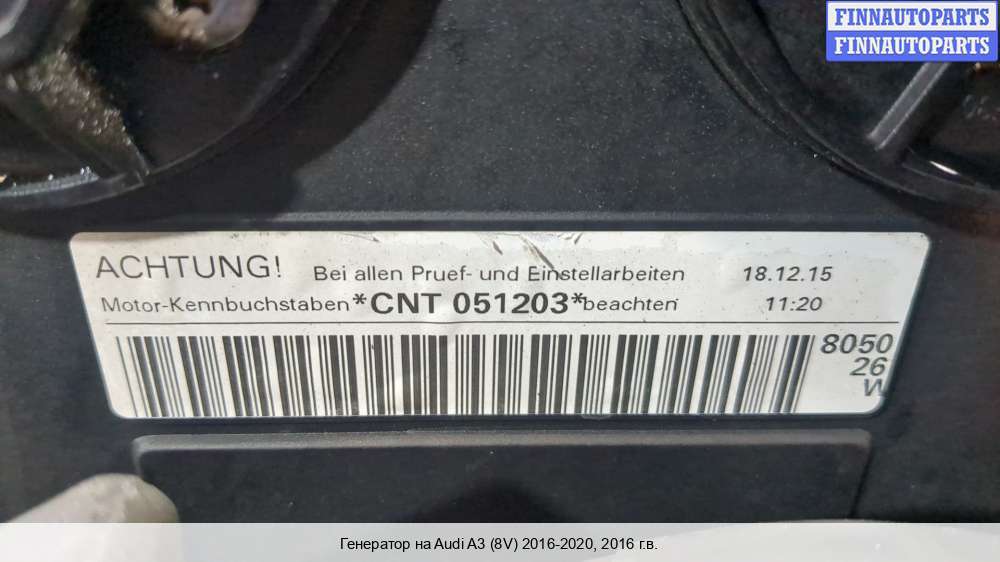 FINNAUTOPARTS
FINNAUTOPARTS
ACHTUNG! Bei allen Pruef- und Einstellarbeiten 18.12.15
Motor-Kennbuchstaben *CNT 051203* beachten 11:20
8050
26
W
Генератор на Audi A3 (8V) 2016-2020, 2016 г.в.